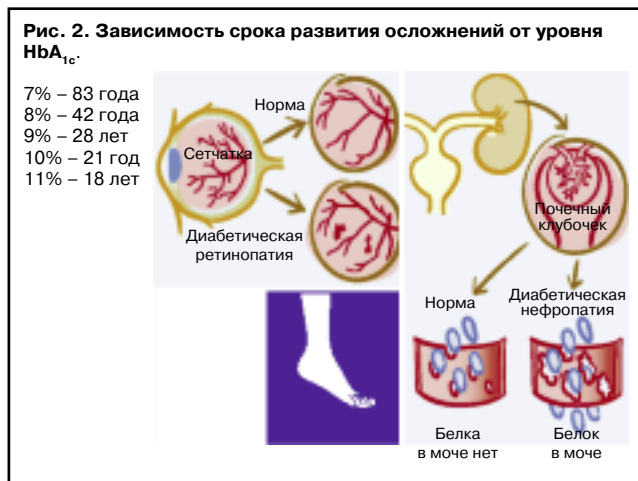 Рис. 2. Зависимость срока развития осложнений от уровня
HbA1c.
7% – 83 года
8% – 42 года
9% – 28 лет
10% – 21 год
11% – 18 лет
Норма
Сетчатка
Диабетическая
ретинопатия
Почечный
клубочек
Норма
Диабетическая
нефропатия
Белка
в моче нет
Белок
в моче